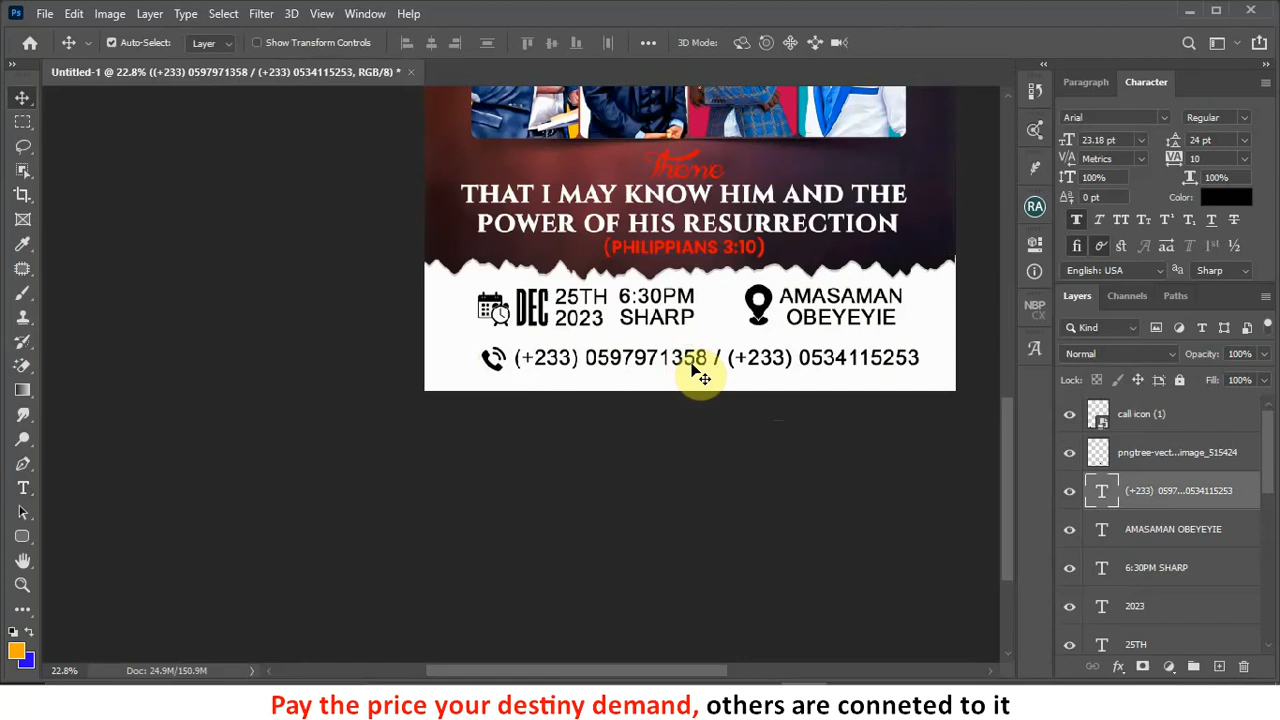 Ps File Edit Image Layer Type Select Filter 3D View Window Help
Auto-Select: Layer Show Transform Controls 3D Mode:
Untitled-1 @ 22.8% ((+233) 0597971358 / (+233) 0534115253, RGB/8) *
Theme
THAT I MAY KNOW HIM AND THE
POWER OF HIS RESURRECTION
(PHILIPPIANS 3:10)
DEC 25TH 2023 6:30PM SHARP
AMASAMAN OBEYEYIE
(+233) 0597971358 / (+233) 0534115253
22.8% Doc: 24.9M/150.9M
Paragraph Character
Arial Regular
23.18 pt 24 pt
Metrics 10
100% 100%
0 pt Color:
English: USA Sharp
RA
NBP
CX
Layers Channels Paths
Kind
Normal Opacity: 100%
Lock: Fill: 100%
call icon (1)
pngtree-vect...image_515424
(+233) 0597...0534115253
AMASAMAN OBEYEYIE
6:30PM SHARP
2023
25TH
Pay the price your destiny demand, others are conneted to it